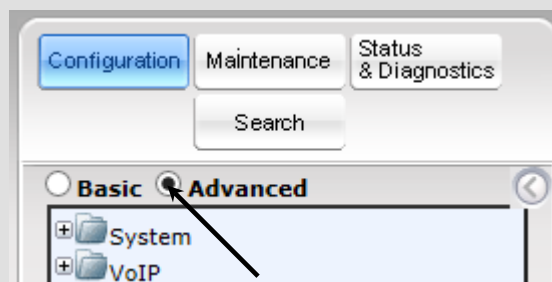 Configuration
Maintenance
Status
& Diagnostics
Search
Basic
Advanced
System
VoIP